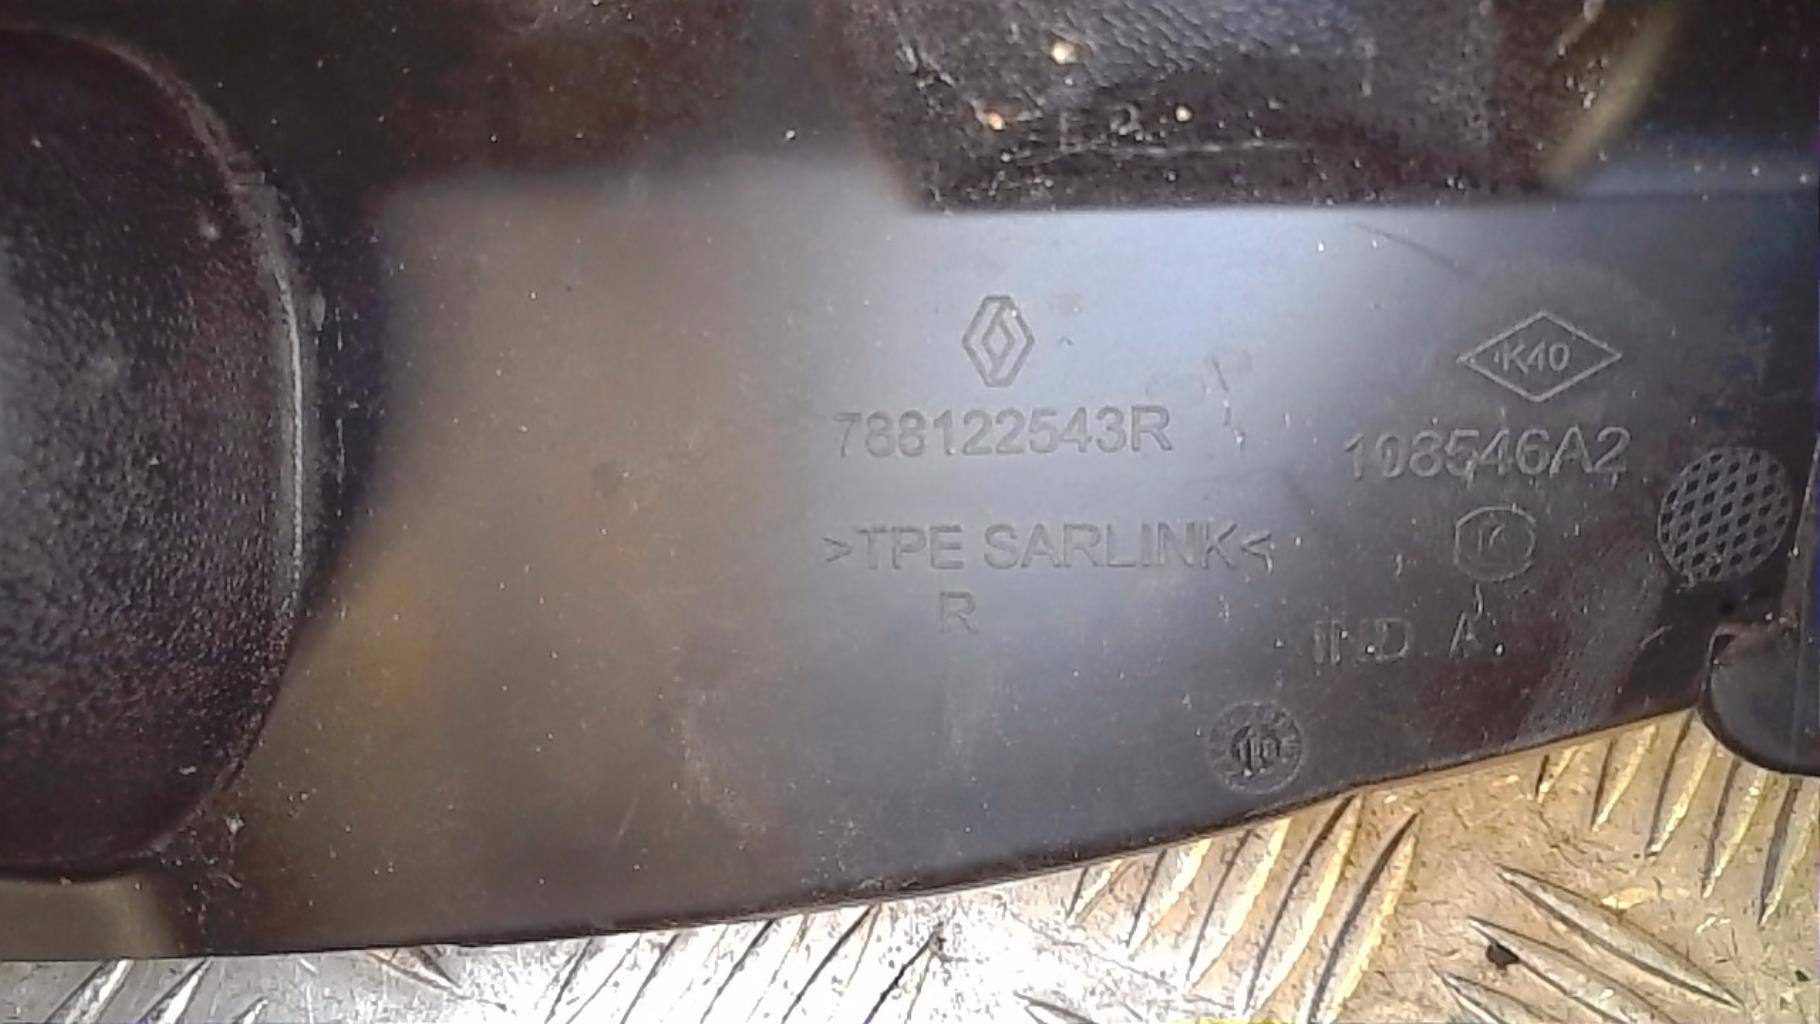 788122543R
>TPE SARLINK<
R
K40
108546A2
IND. A.